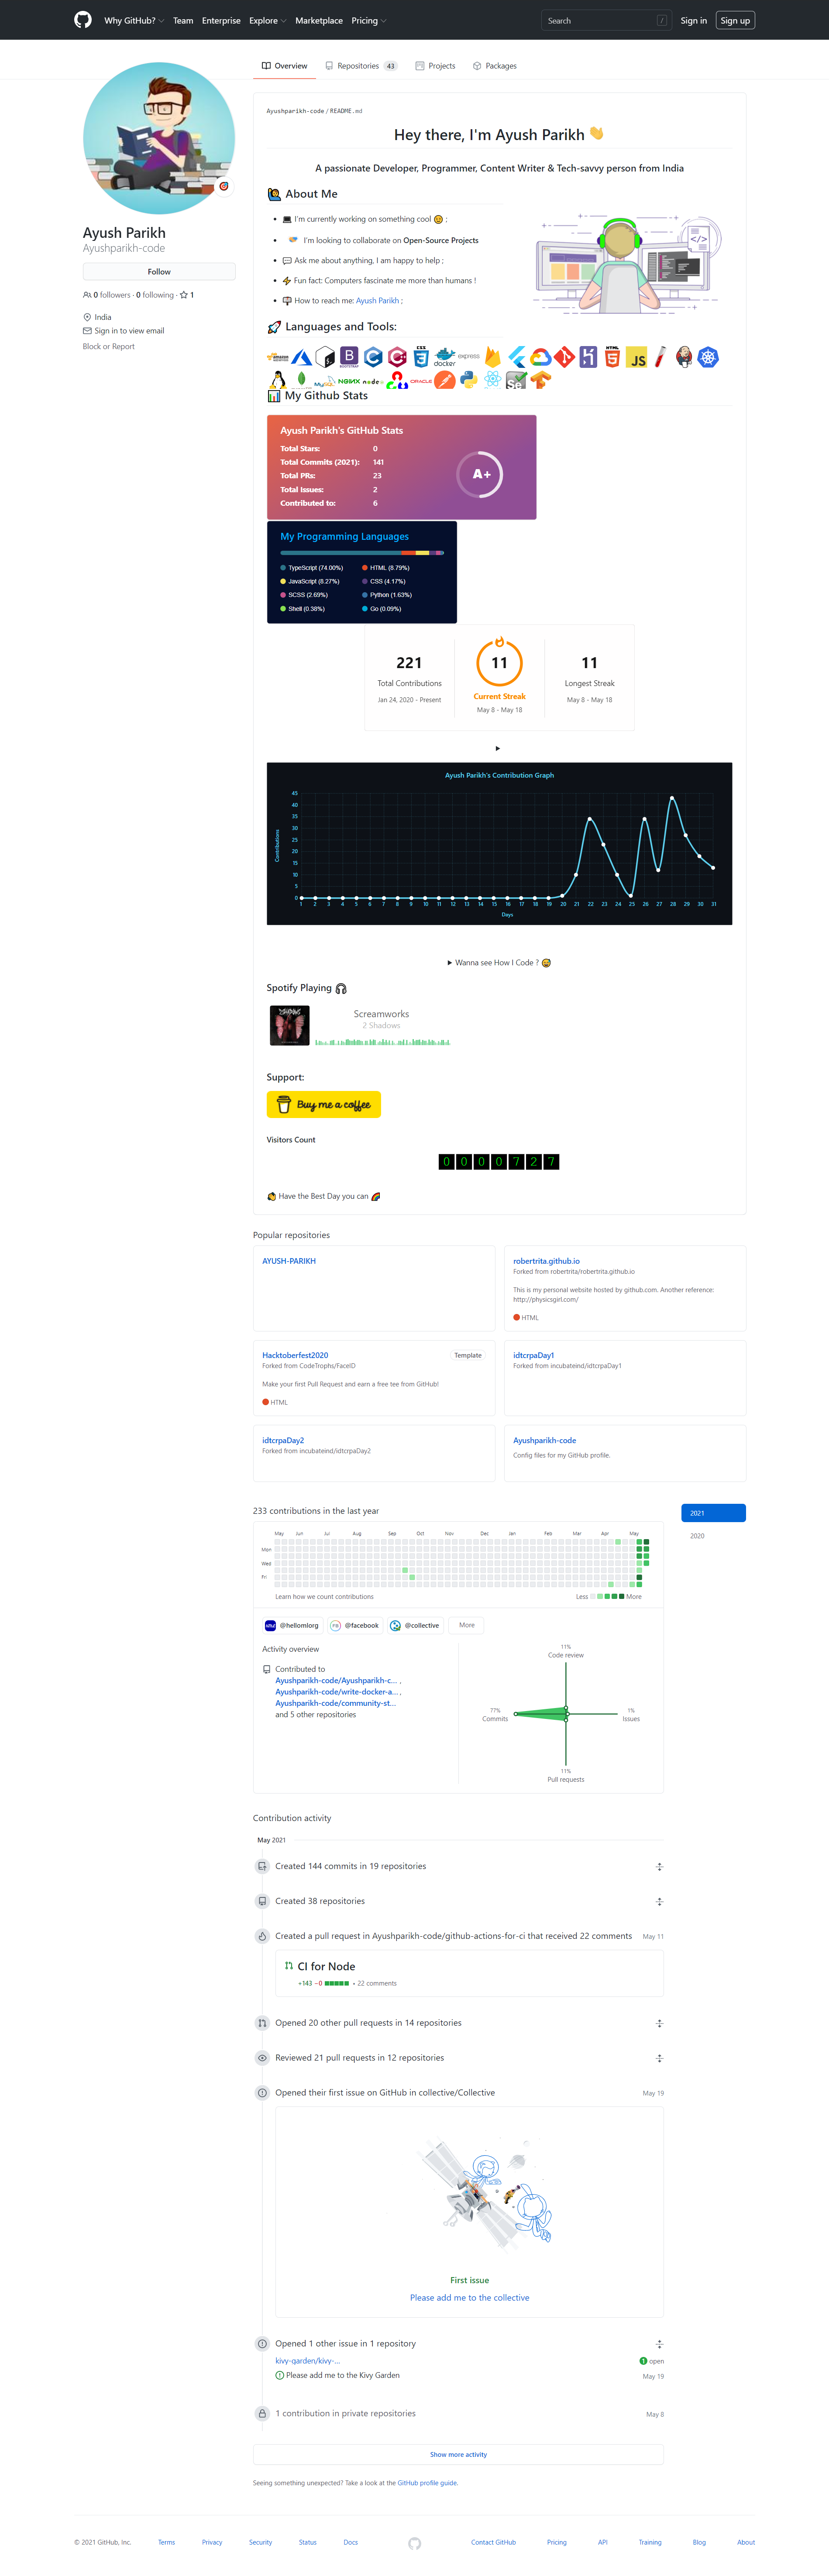 Why GitHub? Team Enterprise Explore Marketplace Pricing Search / Sign in Sign up
Overview Repositories 43 Projects Packages
Ayushparikh-code / README.md
Hey there, I'm Ayush Parikh 👋
A passionate Developer, Programmer, Content Writer & Tech-savvy person from India
About Me
I'm currently working on something cool 😉 ;
I'm looking to collaborate on Open-Source Projects
Ask me about anything, I am happy to help ;
Fun fact: Computers fascinate me more than humans !
How to reach me: Ayush Parikh ;
Ayush Parikh
Ayushparikh-code
Follow
0 followers · 0 following · 1
India
Sign in to view email
Block or Report
Languages and Tools:
My Github Stats
Ayush Parikh's GitHub Stats
Total Stars: 0
Total Commits (2021): 141
Total PRs: 23
Total Issues: 2
Contributed to: 6
A+
My Programming Languages
TypeScript (74.00%) HTML (8.79%)
JavaScript (8.27%) CSS (4.17%)
SCSS (2.69%) Python (1.63%)
Shell (0.38%) Go (0.09%)
221 11 11
Total Contributions Current Streak Longest Streak
Jan 24, 2020 - Present May 8 - May 18 May 8 - May 18
Ayush Parikh's Contribution Graph
Contributions
45
40
35
30
25
20
15
10
5
0
1 2 3 4 5 6 7 8 9 10 11 12 13 14 15 16 17 18 19 20 21 22 23 24 25 26 27 28 29 30 31
Days
Wanna see How I Code ? 😅
Spotify Playing 🎧
Screamworks
2 Shadows
Support:
Buy me a coffee
Visitors Count
0 0 0 0 7 2 7
Have the Best Day you can 🌈
Popular repositories
AYUSH-PARIKH
robertrita.github.io
Forked from robertrita/robertrita.github.io
This is my personal website hosted by github.com. Another reference:
http://physicsgirl.com/
HTML
Hacktoberfest2020 Template
Forked from CodeTrophs/FaceID
Make your first Pull Request and earn a free tee from GitHub!
HTML
idtcrpaDay1
Forked from incubateind/idtcrpaDay1
idtcrpaDay2
Forked from incubateind/idtcrpaDay2
Ayushparikh-code
Config files for my GitHub profile.
233 contributions in the last year
2021
2020
May Jun Jul Aug Sep Oct Nov Dec Jan Feb Mar Apr May
Mon
Wed
Fri
Learn how we count contributions Less More
@heliomlorg @facebook @collective More
Activity overview
Contributed to
Ayushparikh-code/Ayushparikh-c... ,
Ayushparikh-code/write-docker-a... ,
Ayushparikh-code/community-st...
and 5 other repositories
11%
Code review
77%
Commits
1%
Issues
11%
Pull requests
Contribution activity
May 2021
Created 144 commits in 19 repositories
Created 38 repositories
Created a pull request in Ayushparikh-code/github-actions-for-ci that received 22 comments May 11
CI for Node
+143 −0 • 22 comments
Opened 20 other pull requests in 14 repositories
Reviewed 21 pull requests in 12 repositories
Opened their first issue on GitHub in collective/Collective May 19
First issue
Please add me to the collective
Opened 1 other issue in 1 repository
kivy-garden/kivy-... 1 open
Please add me to the Kivy Garden May 19
1 contribution in private repositories May 8
Show more activity
Seeing something unexpected? Take a look at the GitHub profile guide.
© 2021 GitHub, Inc. Terms Privacy Security Status Docs Contact GitHub Pricing API Training Blog About